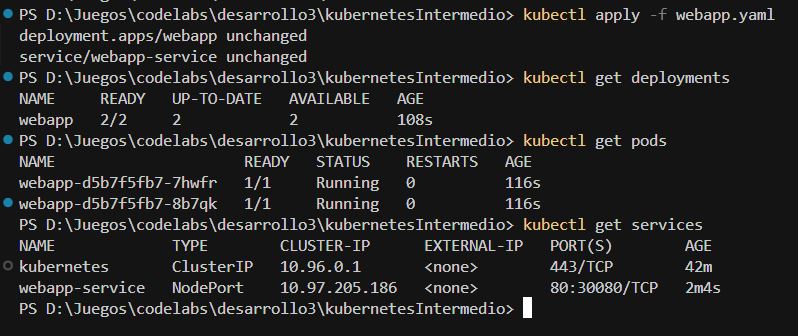 PS D:\Juegos\codelabs\desarrollo3\kubernetesIntermedio> kubectl apply -f webapp.yaml
deployment.apps/webapp unchanged
service/webapp-service unchanged
PS D:\Juegos\codelabs\desarrollo3\kubernetesIntermedio> kubectl get deployments
NAME     READY   UP-TO-DATE   AVAILABLE   AGE
webapp   2/2     2            2           108s
PS D:\Juegos\codelabs\desarrollo3\kubernetesIntermedio> kubectl get pods
NAME                      READY   STATUS    RESTARTS   AGE
webapp-d5b7f5fb7-7hwfr   1/1     Running   0          116s
webapp-d5b7f5fb7-8b7qk   1/1     Running   0          116s
PS D:\Juegos\codelabs\desarrollo3\kubernetesIntermedio> kubectl get services
NAME             TYPE        CLUSTER-IP      EXTERNAL-IP   PORT(S)        AGE
kubernetes       ClusterIP   10.96.0.1       <none>        443/TCP        42m
webapp-service   NodePort    10.97.205.186   <none>        80:30080/TCP   2m4s
PS D:\Juegos\codelabs\desarrollo3\kubernetesIntermedio>